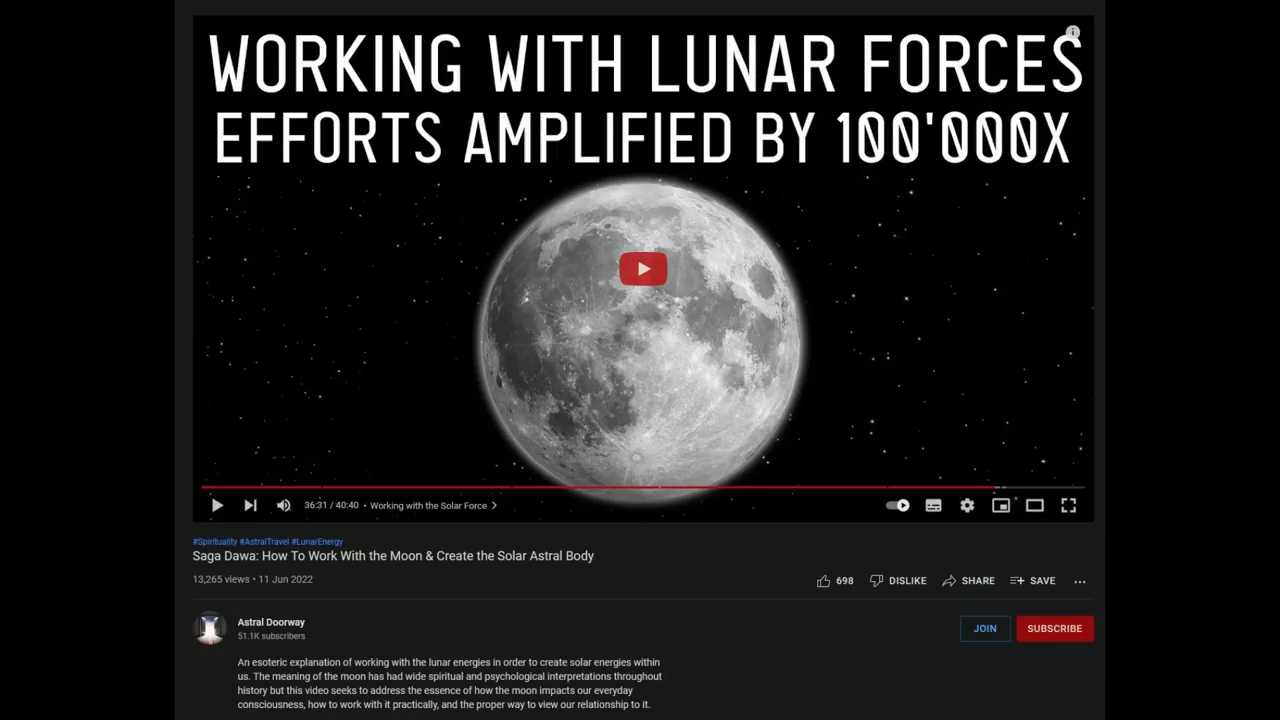 WORKING WITH LUNAR FORCES
EFFORTS AMPLIFIED BY 100'000X
36:31 / 40:40 • Working with the Solar Force
#Spirituality #AstralTravel #LunarEnergy
Saga Dawa: How To Work With the Moon & Create the Solar Astral Body
13,265 views • 11 Jun 2022
698 DISLIKE SHARE SAVE
Astral Doorway
51.1K subscribers
JOIN SUBSCRIBE
An esoteric explanation of working with the lunar energies in order to create solar energies within
us. The meaning of the moon has had wide spiritual and psychological interpretations throughout
history but this video seeks to address the essence of how the moon impacts our everyday
consciousness, how to work with it practically, and the proper way to view our relationship to it.